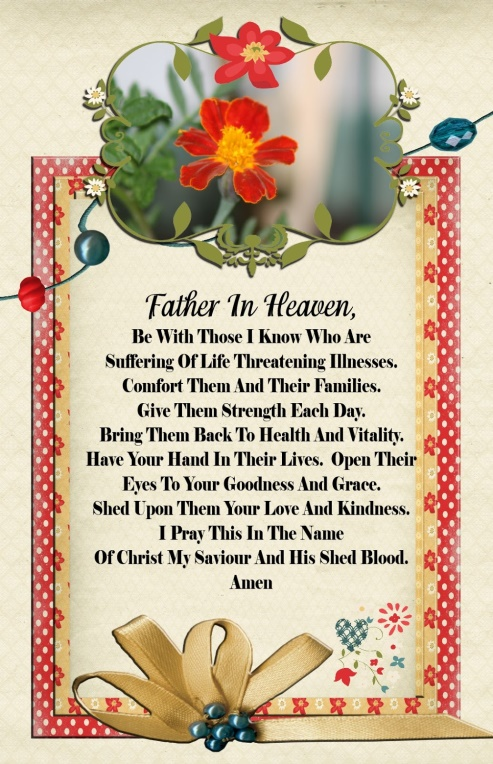 Father In Heaven,
Be With Those I Know Who Are
Suffering Of Life Threatening Illnesses.
Comfort Them And Their Families.
Give Them Strength Each Day.
Bring Them Back To Health And Vitality.
Have Your Hand In Their Lives.  Open Their
Eyes To Your Goodness And Grace.
Shed Upon Them Your Love And Kindness.
I Pray This In The Name
Of Christ My Saviour And His Shed Blood.
Amen